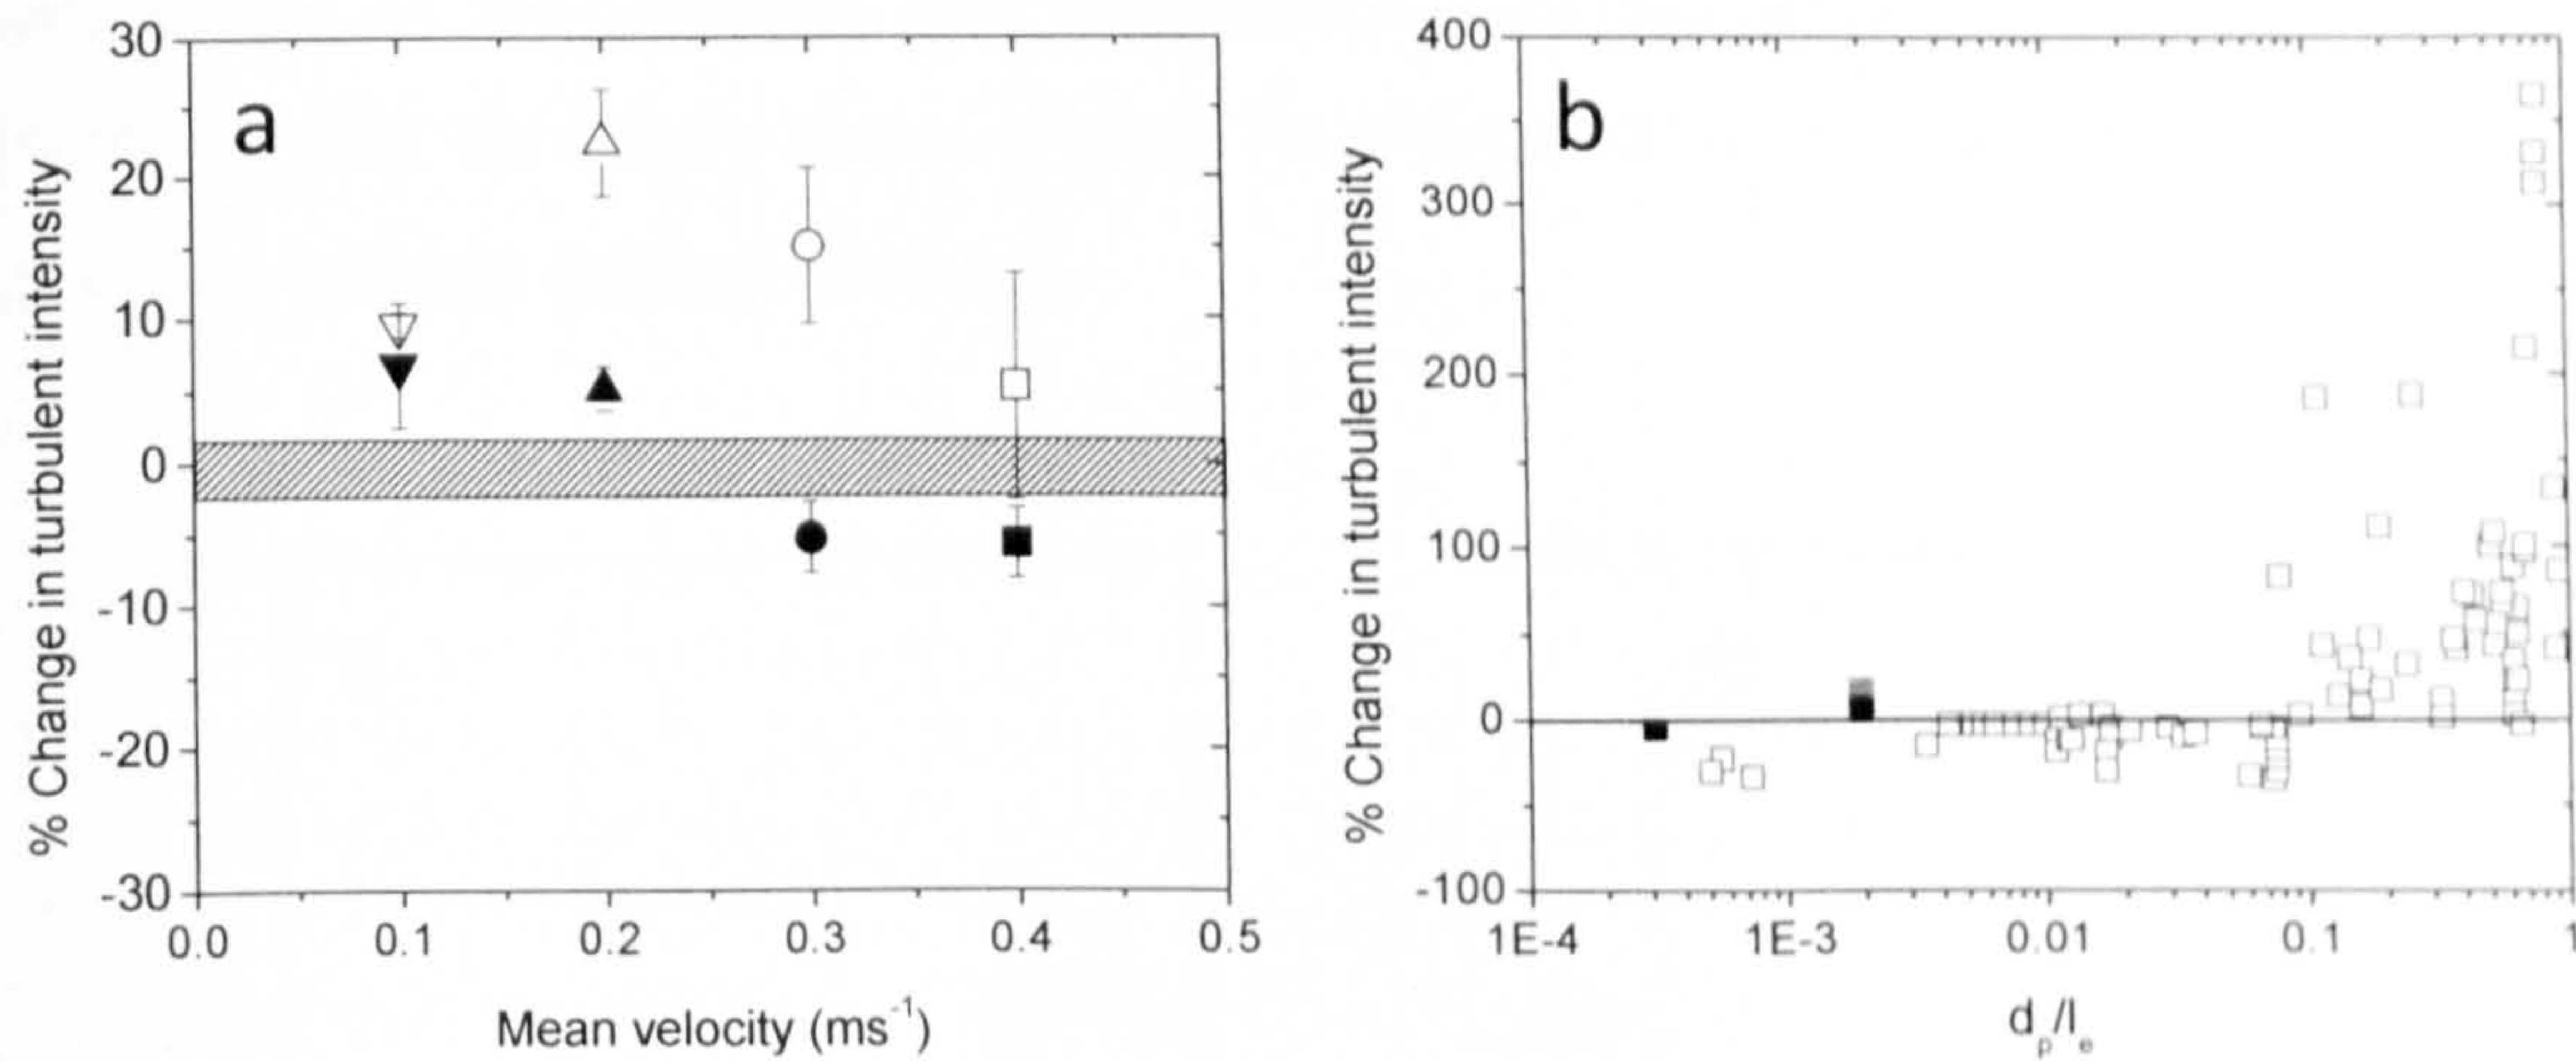 a
% Change in turbulent intensity
30
20
10
0
-10
-20
-30
0.0 0.1 0.2 0.3 0.4 0.5
Mean velocity (ms⁻¹)
b
% Change in turbulent intensity
400
300
200
100
0
-100
1E-4 1E-3 0.01 0.1 1
dₚ/lₑ